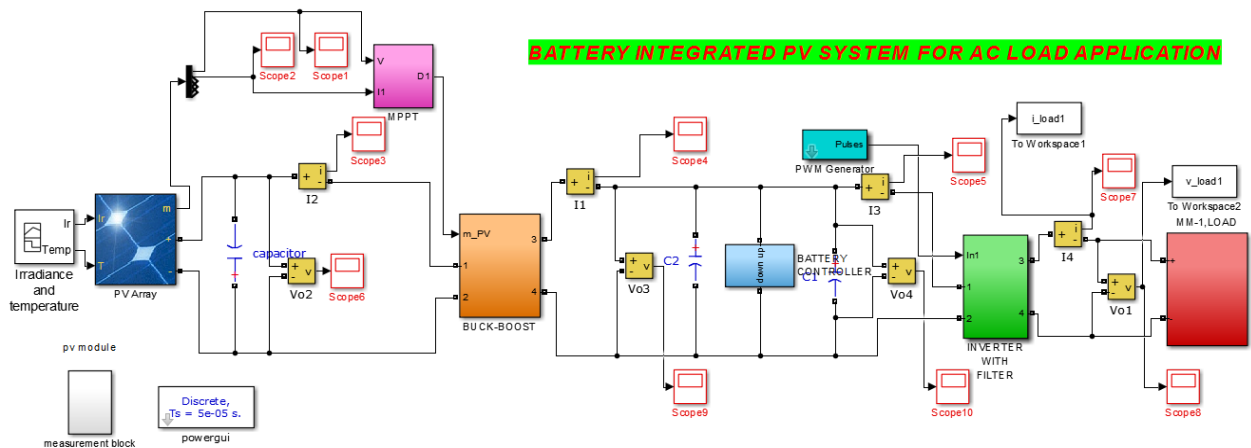 BATTERY INTEGRATED PV SYSTEM FOR AC LOAD APPLICATION
Scope2
Scope1
V
I1
D1
MPPT
Scope3
+
-
i
I2
Ir
Temp
Irradiance
and
temperature
Ir
T
m
+
-
PV Array
capacitor
+
+
-
v
Vo2
Scope6
m_PV
1
2
3
4
BUCK-BOOST
+
-
i
I1
Scope4
+
-
v
Vo3
Scope9
C2
+
up
down
BATTERY
CONTROLLER
C1
+
+
-
v
Vo4
Scope10
Pulses
PWM Generator
+
-
i
I3
Scope5
In1
1
2
3
4
INVERTER
WITH
FILTER
i_load1
To Workspace1
+
-
i
I4
Scope7
v_load1
To Workspace2
MM-1,LOAD
+
-
+
-
v
Vo1
Scope8
pv module
measurement block
Discrete,
Ts = 5e-05 s.
powergui